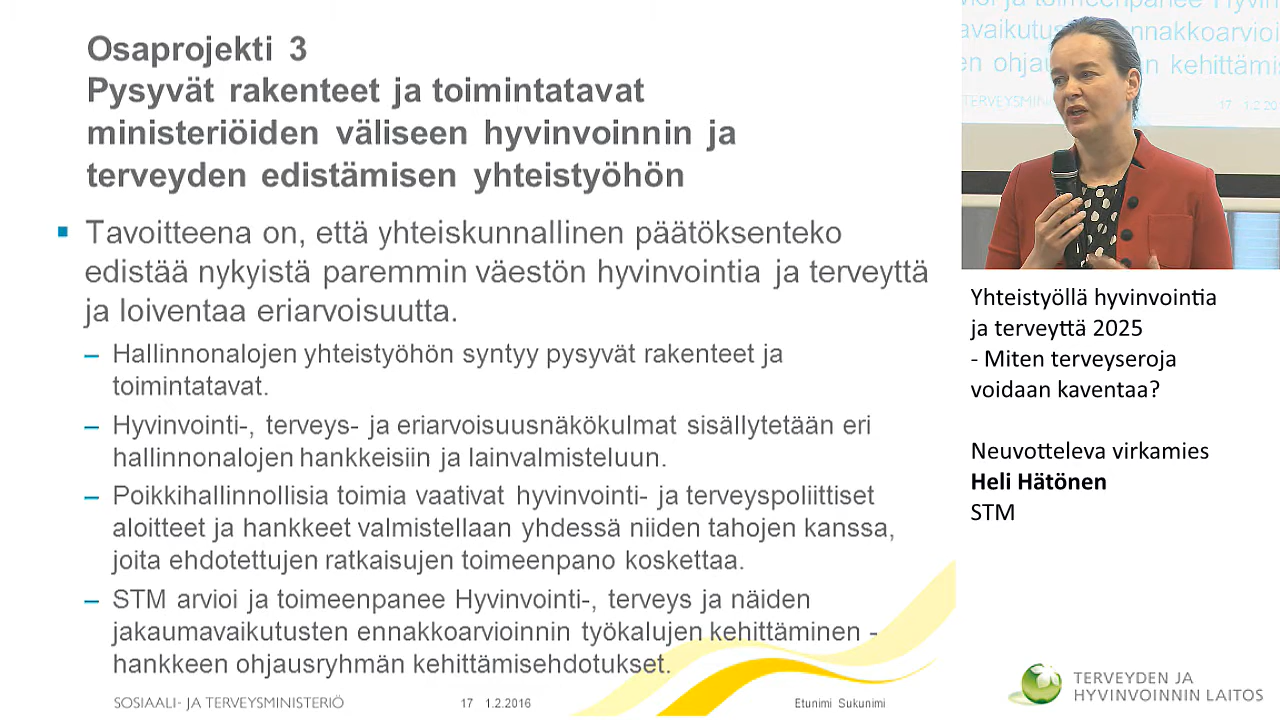 Osaprojekti 3
Pysyvät rakenteet ja toimintatavat
ministeriöiden väliseen hyvinvoinnin ja
terveyden edistämisen yhteistyöhön
Tavoitteena on, että yhteiskunnallinen päätöksenteko
edistää nykyistä paremmin väestön hyvinvointia ja terveyttä
ja loiventaa eriarvoisuutta.
– Hallinnonalojen yhteistyöhön syntyy pysyvät rakenteet ja
toimintatavat.
– Hyvinvointi-, terveys- ja eriarvoisuusnäkökulmat sisällytetään eri
hallinnonalojen hankkeisiin ja lainvalmisteluun.
– Poikkihallinnollisia toimia vaativat hyvinvointi- ja terveyspoliittiset
aloitteet ja hankkeet valmistellaan yhdessä niiden tahojen kanssa,
joita ehdotettujen ratkaisujen toimeenpano koskettaa.
– STM arvioi ja toimeenpanee Hyvinvointi-, terveys ja näiden
jakaumavaikutusten ennakkoarvioinnin työkalujen kehittäminen -
hankkeen ohjausryhmän kehittämisehdotukset.
SOSIAALI- JA TERVEYSMINISTERIÖ 17 1.2.2016 Etunimi Sukunimi
Yhteistyöllä hyvinvointia
ja terveyttä 2025
- Miten terveyseroja
voidaan kaventaa?
Neuvotteleva virkamies
Heli Hätönen
STM
TERVEYDEN JA
HYVINVOINNIN LAITOS